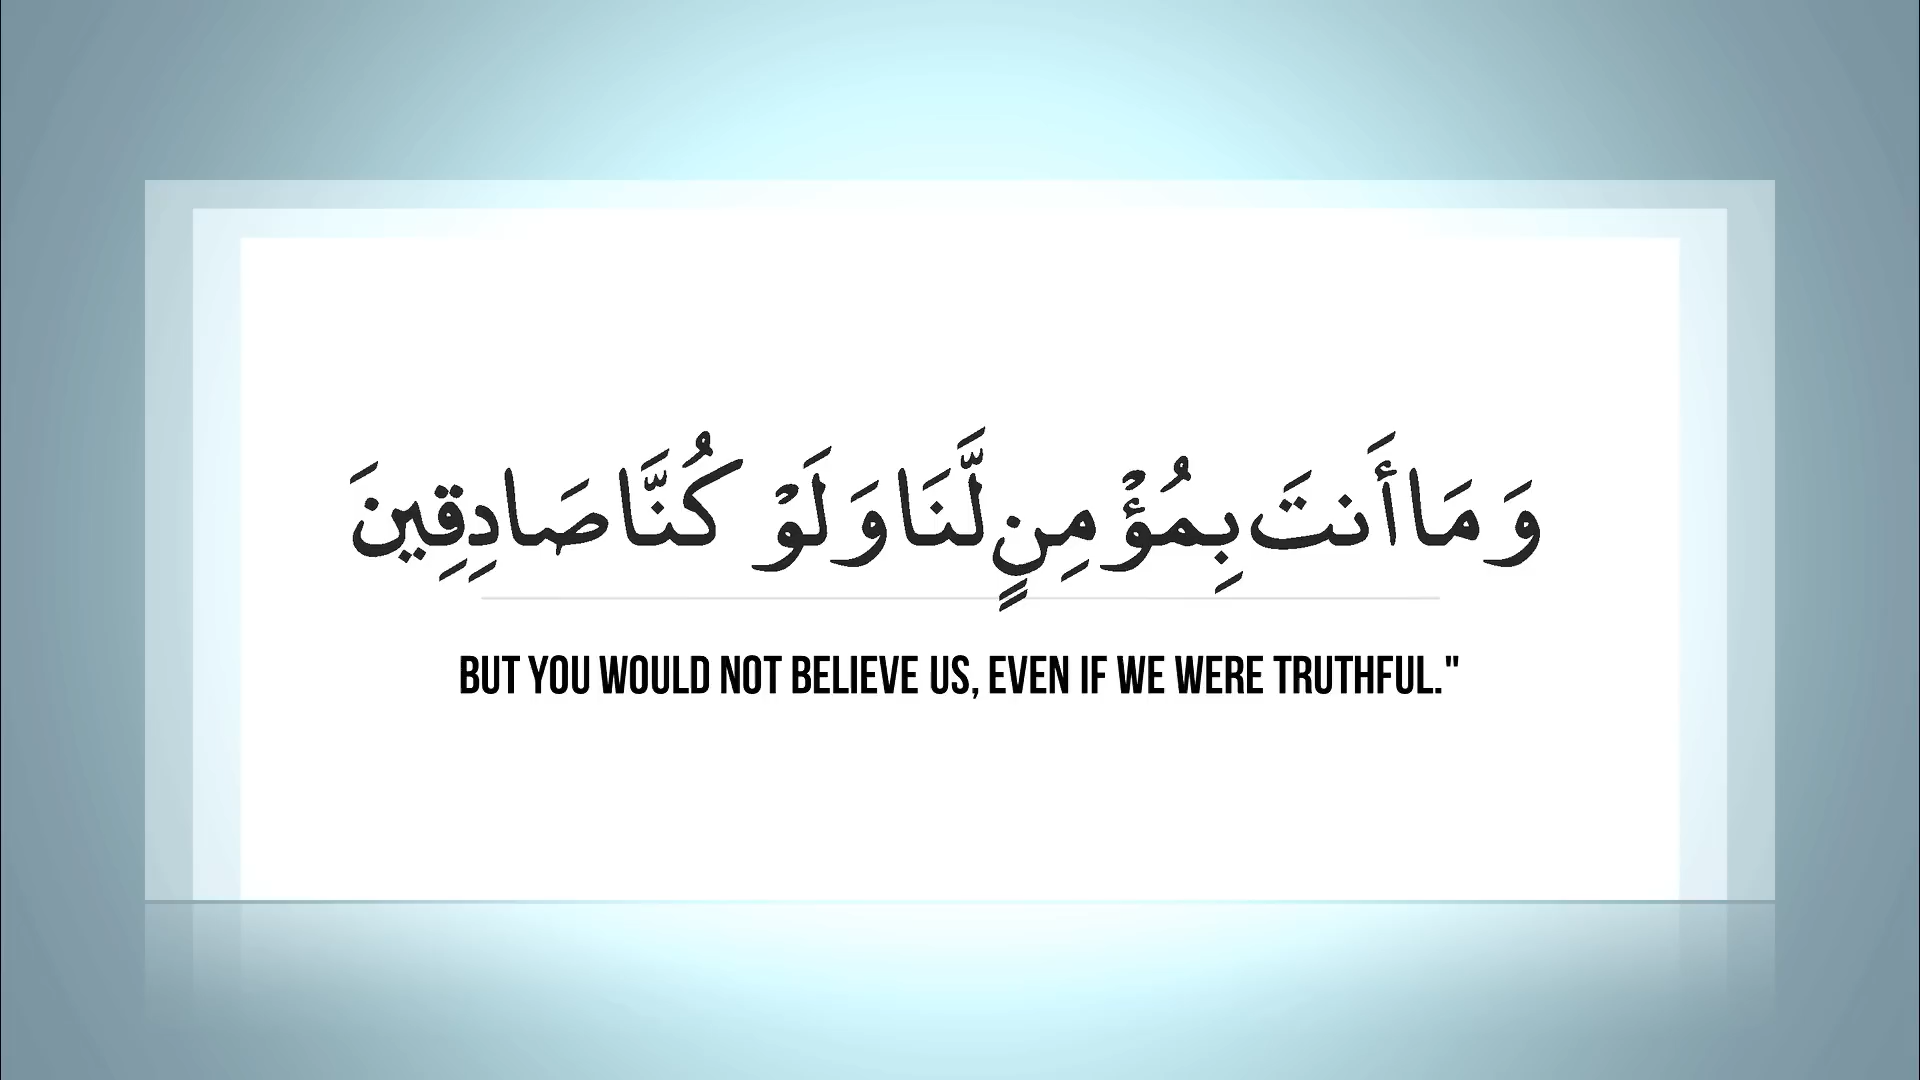 وَمَا أَنتَ بِمُؤْمِنٍ لَّنَا وَلَوْ كُنَّا صَادِقِينَ
BUT YOU WOULD NOT BELIEVE US, EVEN IF WE WERE TRUTHFUL."